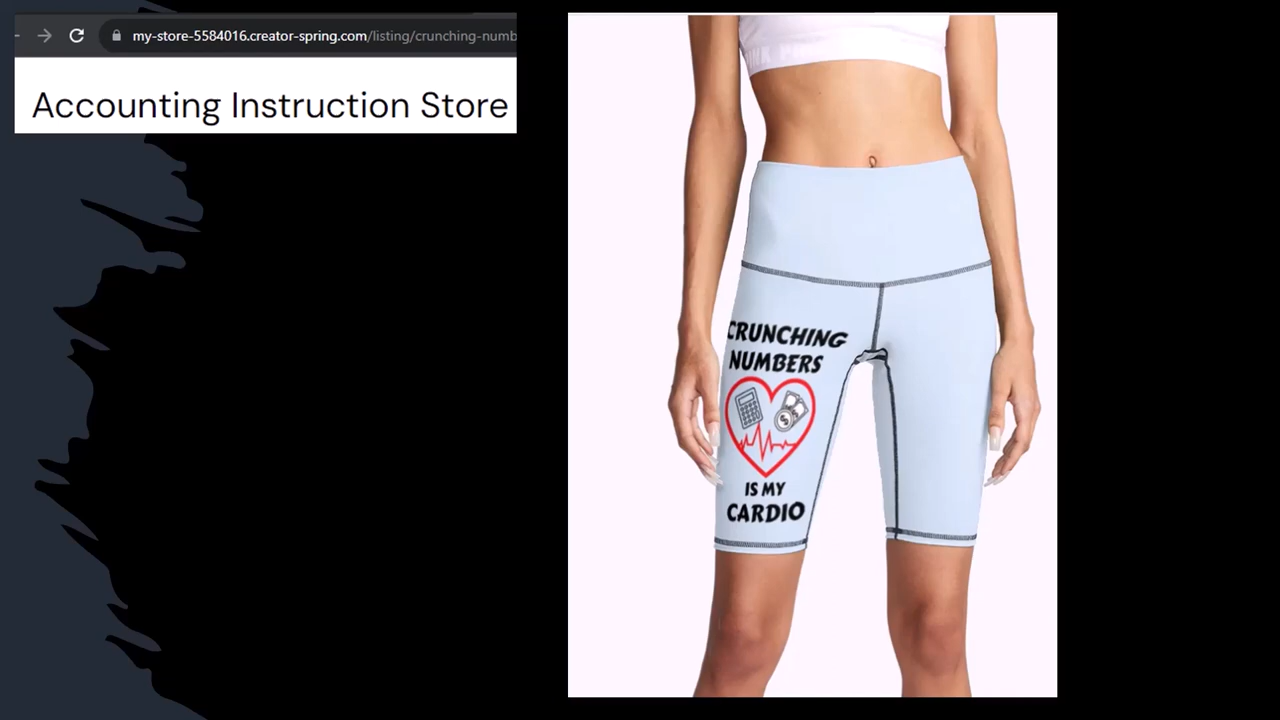 my-store-5584016.creator-spring.com/listing/crunching-numb
Accounting Instruction Store
CRUNCHING
NUMBERS
IS MY
CARDIO